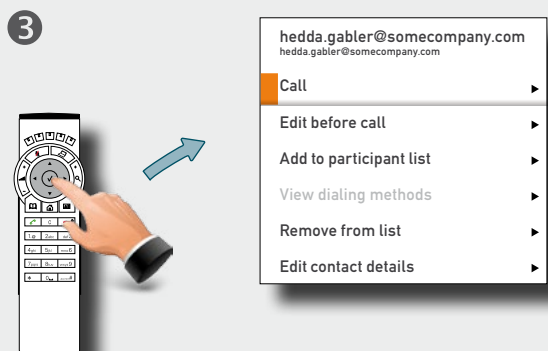 3
hedda.gabler@somecompany.com
hedda.gabler@somecompany.com
Call
Edit before call
Add to participant list
View dialing methods
Remove from list
Edit contact details
C